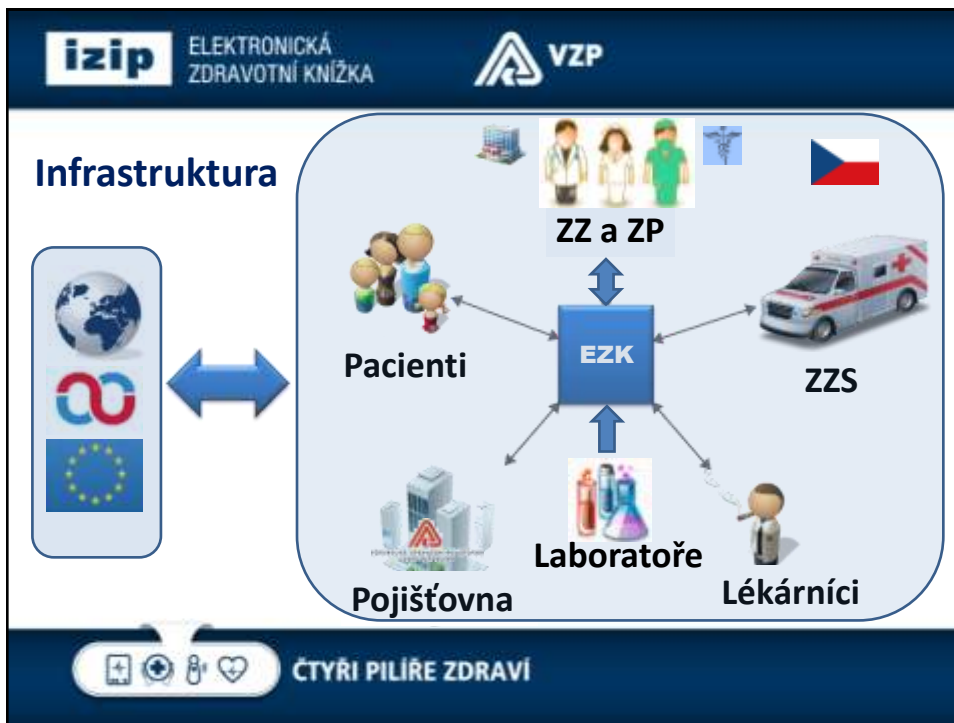 izip
ELEKTRONICKÁ
ZDRAVOTNÍ KNÍŽKA
VZP
Infrastruktura
ZZ a ZP
Pacienti
EZK
ZZS
Pojišťovna
Laboratoře
Lékárníci
ČTYŘI PILÍŘE ZDRAVÍ